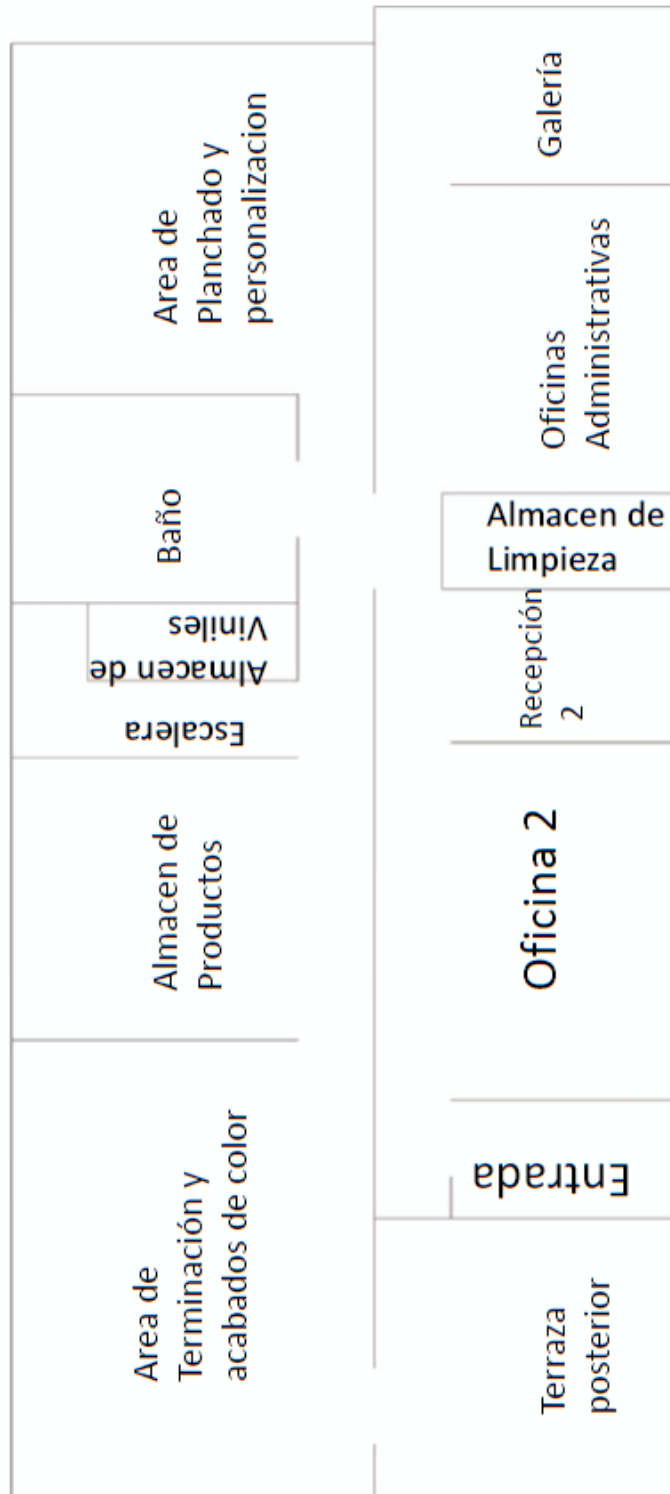 Area de
Planchado y
personalizacion
Galería
Oficinas
Administrativas
Baño
Almacen de
Limpieza
Almacen de
Viniles
Recepción
2
Escalera
Almacen de
Productos
Oficina 2
Area de
Terminación y
acabados de color
Entrada
Terraza
posterior